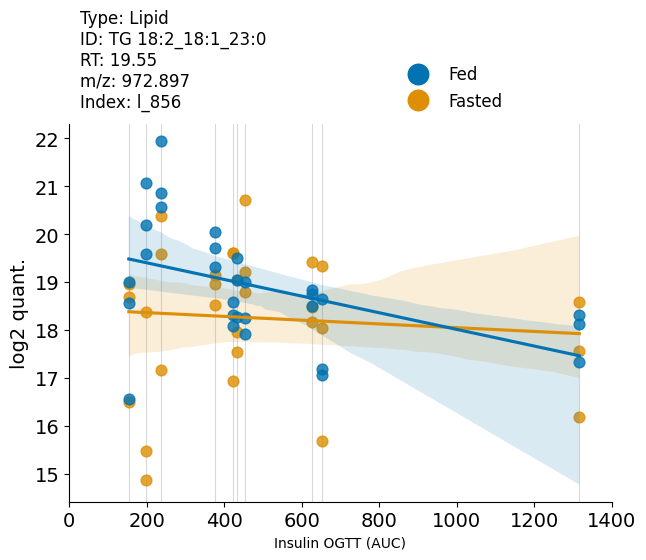 Type: Lipid
ID: TG 18:2_18:1_23:0
RT: 19.55
m/z: 972.897
Index: l_856
Fed
Fasted
22
21
20
19
18
17
16
15
log2 quant.
0 200 400 600 800 1000 1200 1400
Insulin OGTT (AUC)